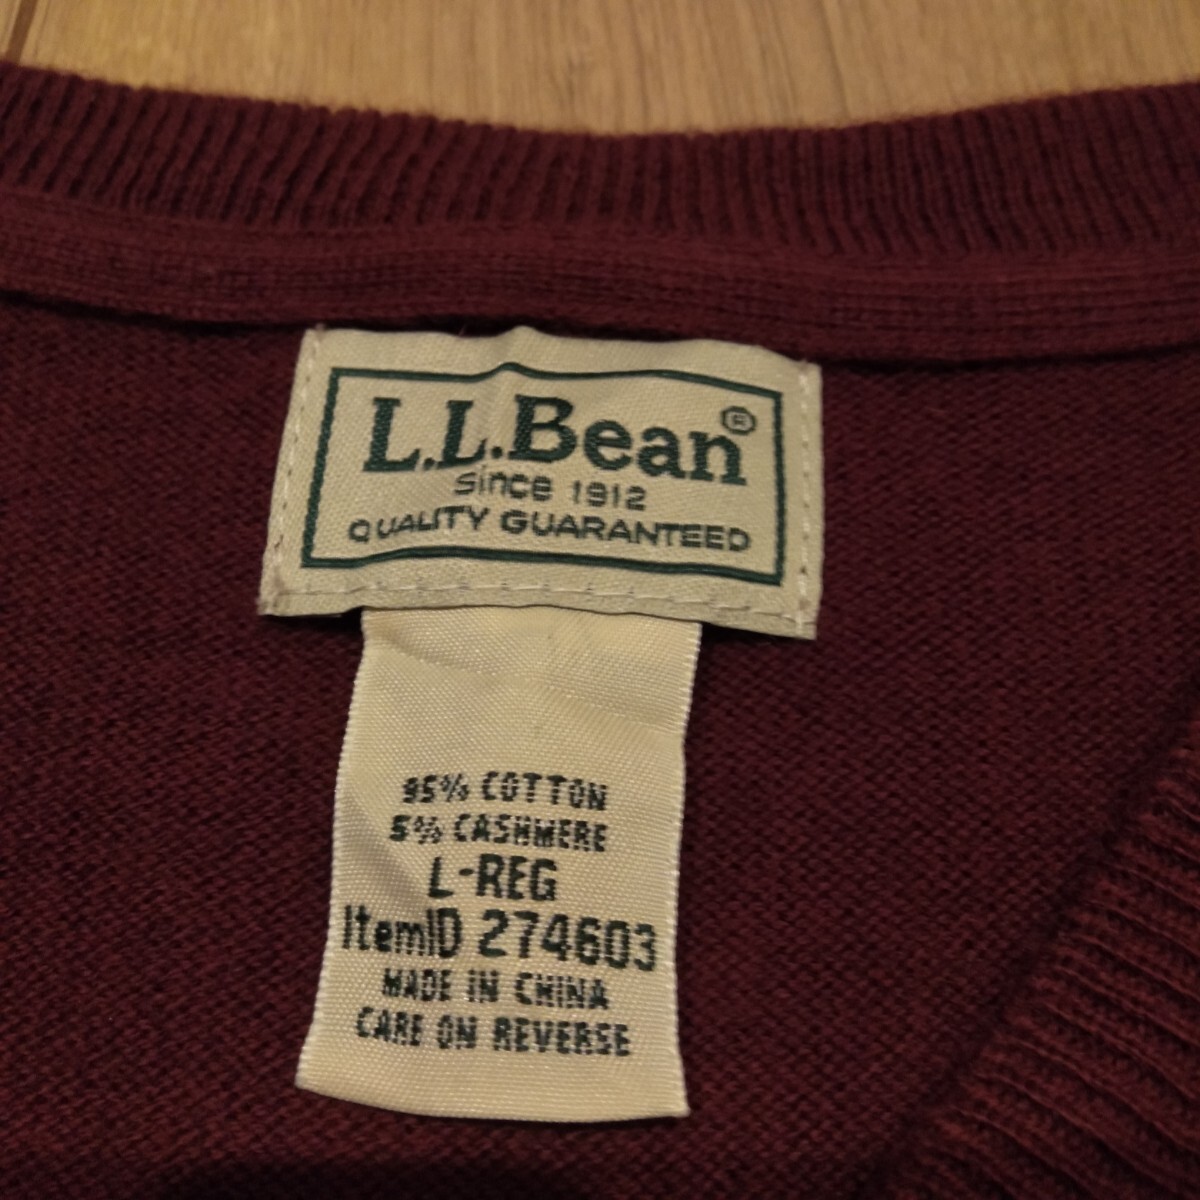 L.L.Bean®
Since 1912
QUALITY GUARANTEED
95% COTTON
5% CASHMERE
L-REG
ItemID 274603
MADE IN CHINA
CARE ON REVERSE